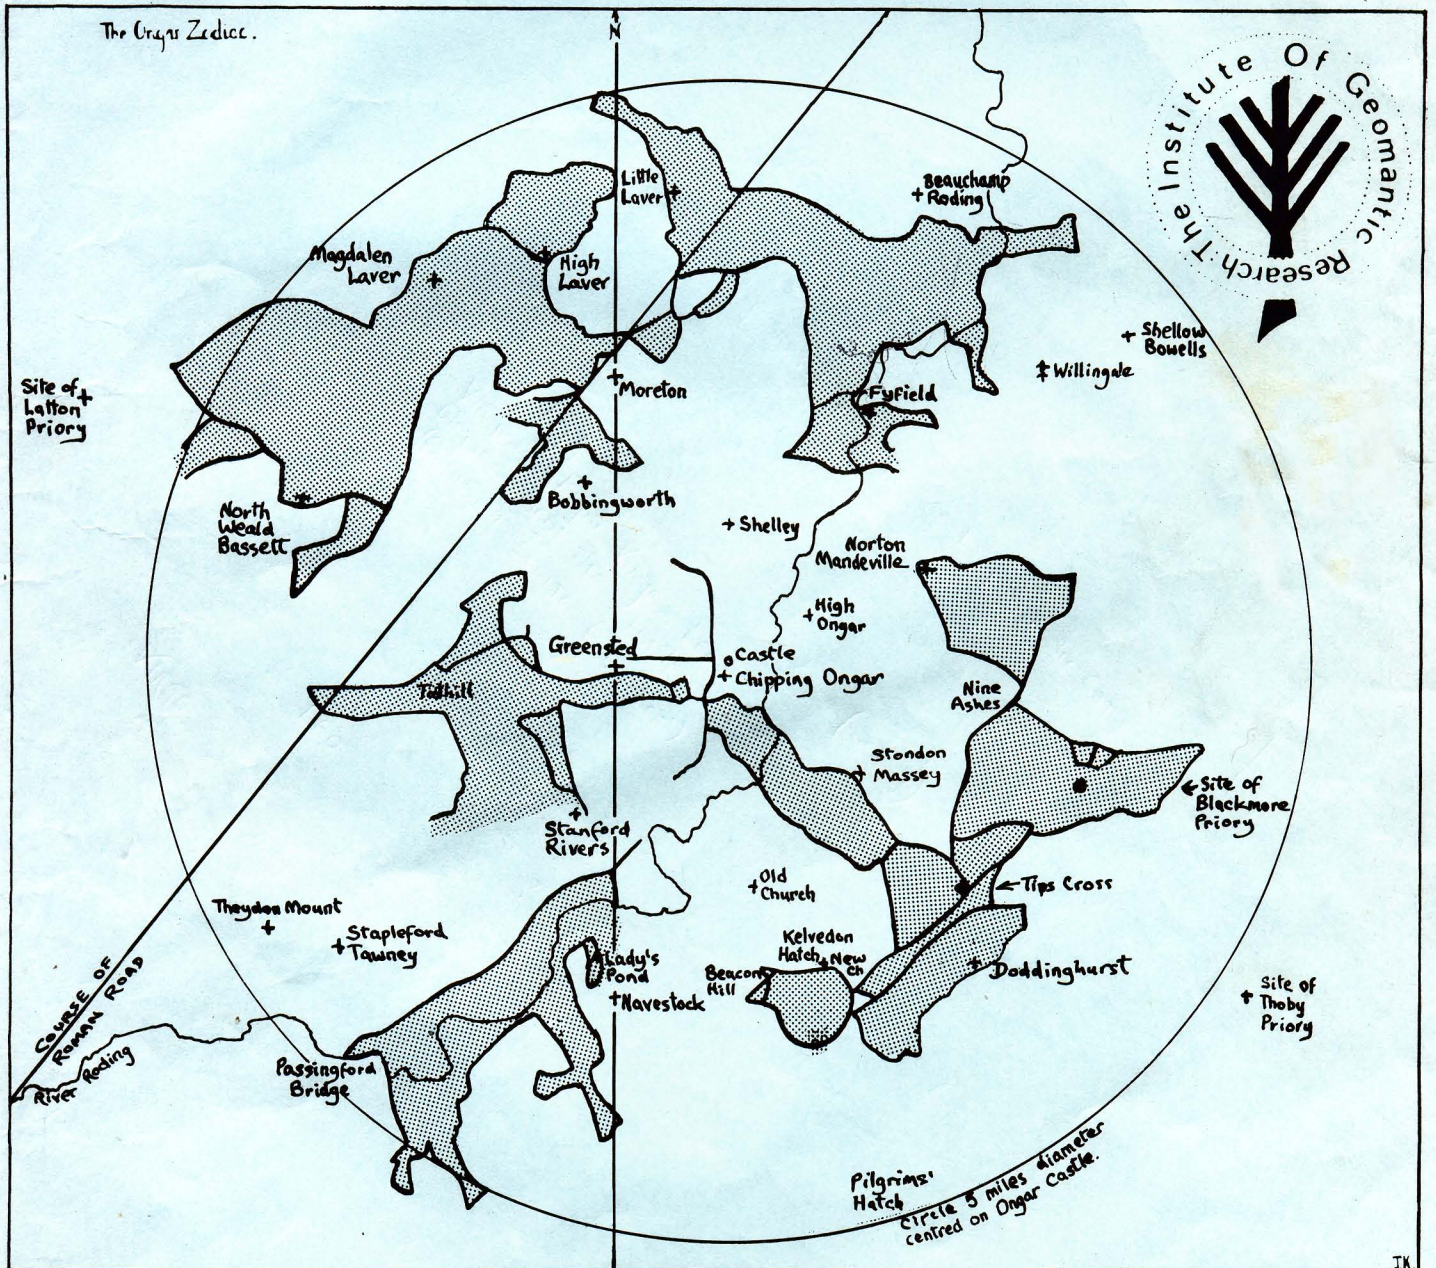 The Ongar Zodiac.
N
The Institute Of Geomantic Research
Little
Laver
Beauchamp
Roding
Magdalen
Laver
High
Laver
Shellow
Bowells
Willingale
Site of
Latton
Priory
Moreton
Fyfield
North
Weald
Bassett
Bobbingworth
Shelley
Norton
Mandeville
High
Ongar
Greensted
Castle
Chipping Ongar
Toothill
Nine
Ashes
Stondon
Massey
Site of
Blackmore
Priory
Stanford
Rivers
Old
Church
Tips Cross
Theydon Mount
Stapleford
Tawney
Kelvedon
Hatch
New
Ch
Lady's
Pond
Beacon
Hill
Doddinghurst
Navestock
Site of
Thoby
Priory
COURSE OF
ROMAN ROAD
River Roding
Passingford
Bridge
Pilgrims'
Hatch
Circle 5 miles diameter
centred on Ongar Castle.